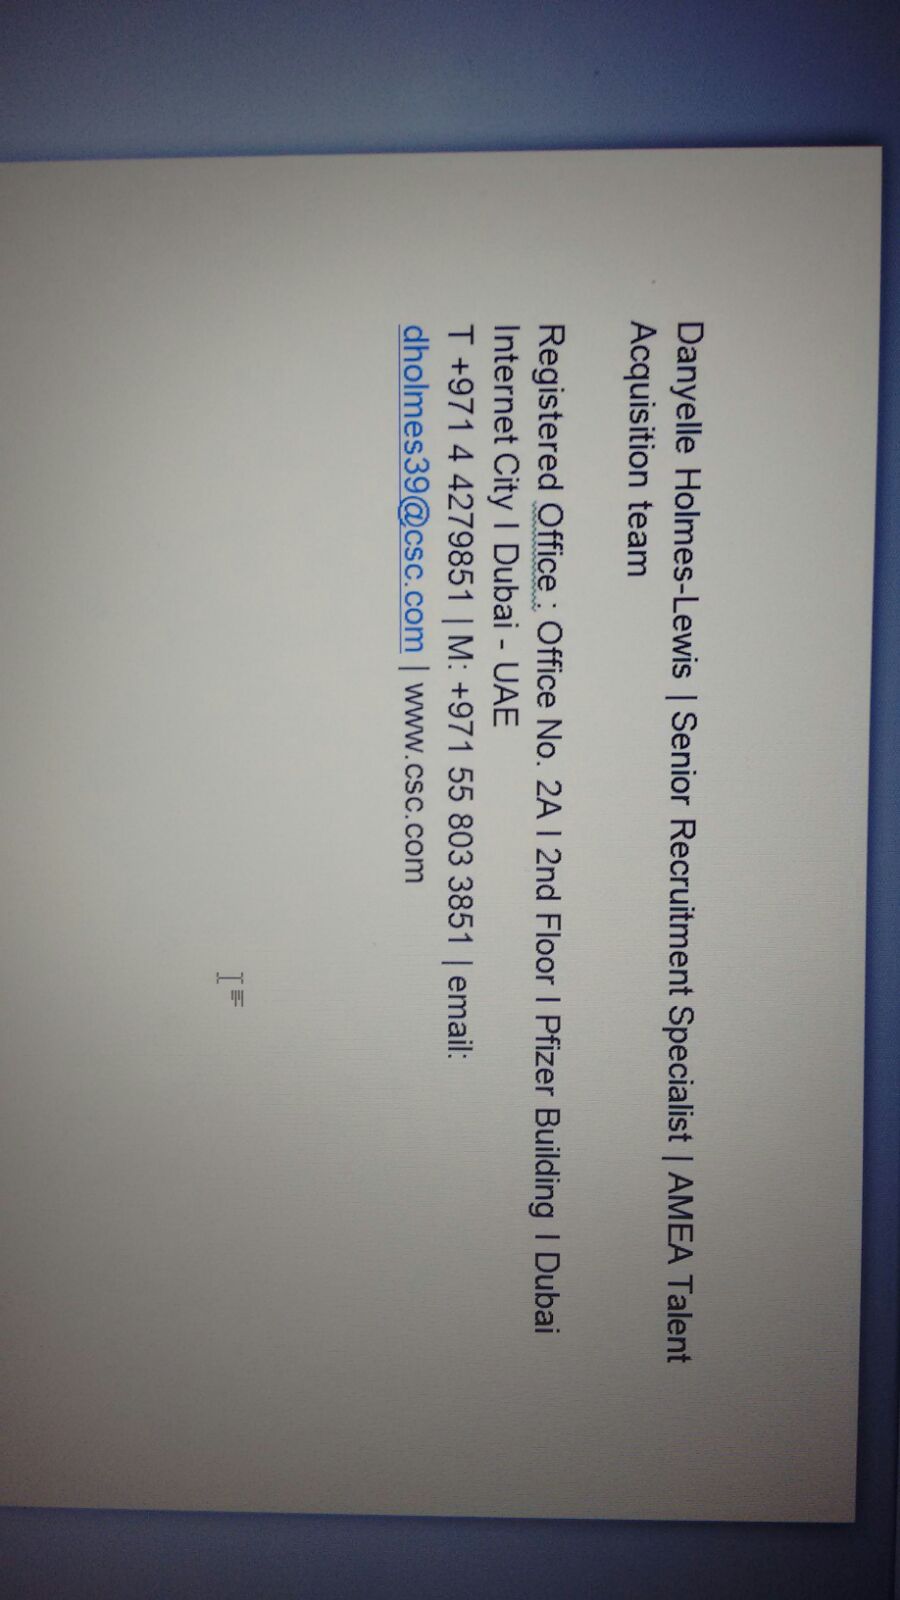 Danyelle Holmes-Lewis | Senior Recruitment Specialist | AMEA Talent
Acquisition team
Registered Office : Office No. 2A I 2nd Floor I Pfizer Building I Dubai
Internet City I Dubai - UAE
T +971 4 4279851 | M: +971 55 803 3851 | email:
dholmes39@csc.com | www.csc.com